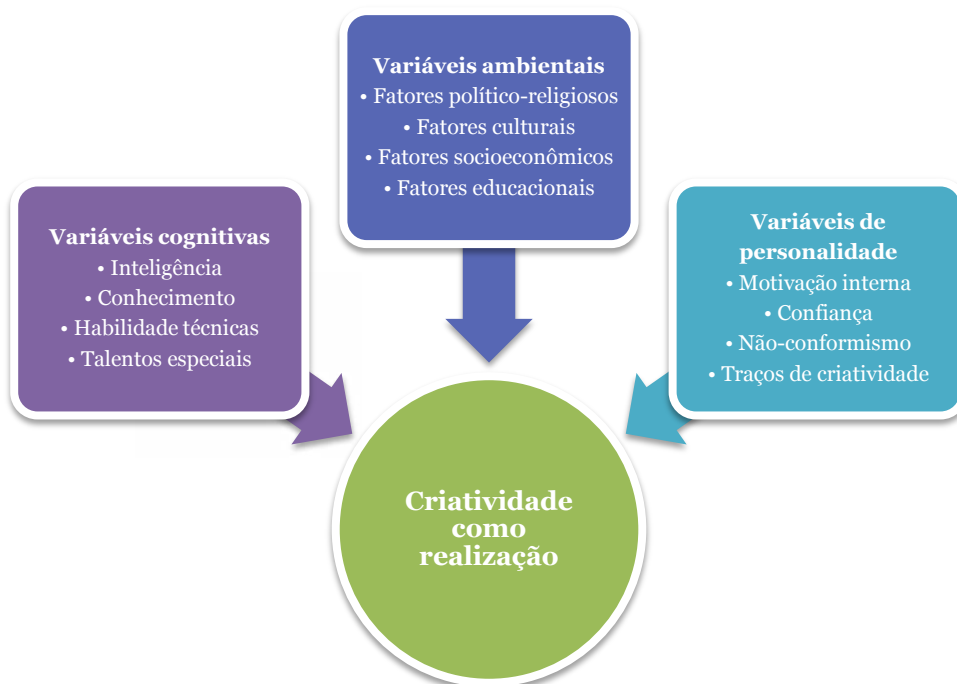 Variáveis ambientais
• Fatores político-religiosos
• Fatores culturais
• Fatores socioeconômicos
• Fatores educacionais
Variáveis cognitivas
• Inteligência
• Conhecimento
• Habilidade técnicas
• Talentos especiais
Variáveis de
personalidade
• Motivação interna
• Confiança
• Não-conformismo
• Traços de criatividade
Criatividade
como
realização